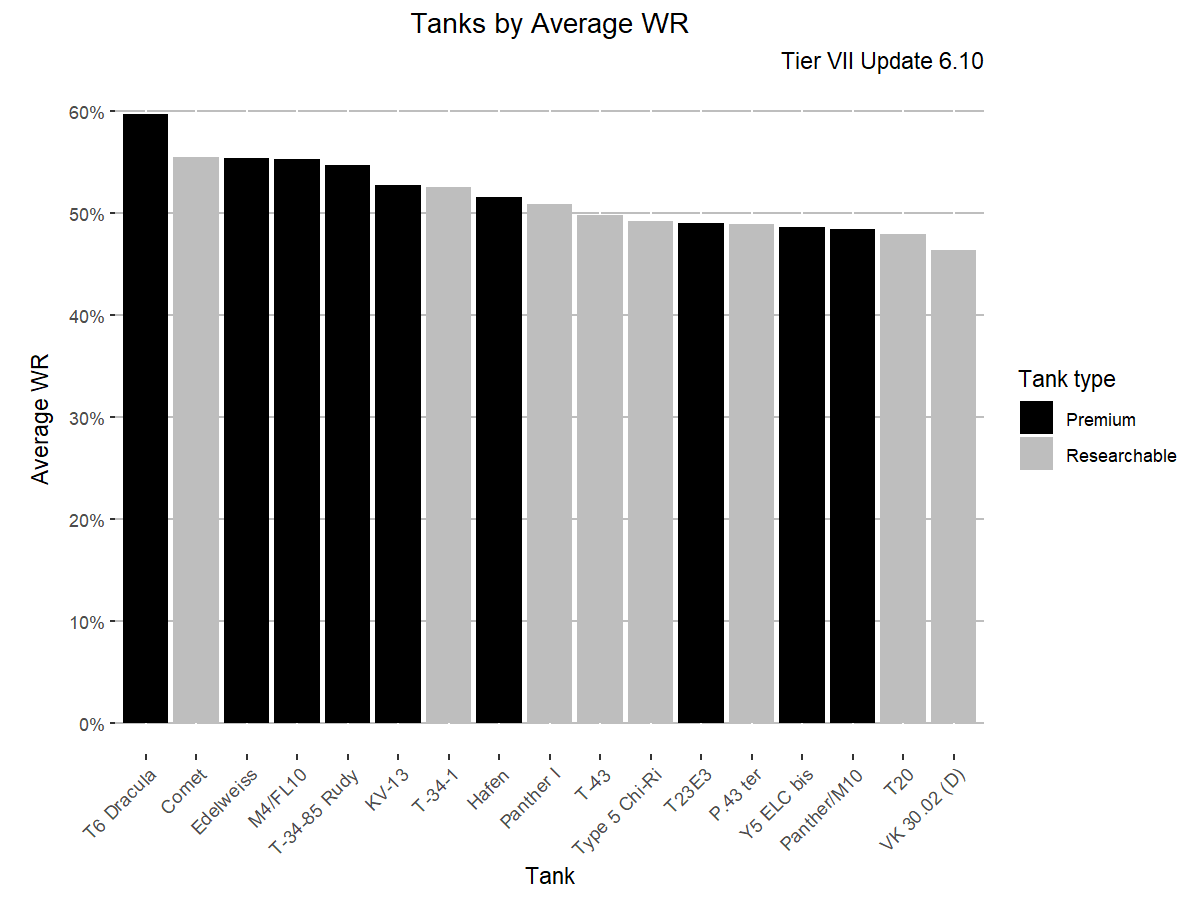 Tanks by Average WR
Tier VII Update 6.10
60%
50%
40%
30%
20%
10%
0%
Average WR
T6 Dracula
Comet
Edelweiss
M4/FL10
T-34-85 Rudy
KV-13
T-34-1
Hafen
Panther I
T-43
Type 5 Chi-Ri
T23E3
P.43 ter
Y5 ELC bis
Panther/M10
T20
VK 30.02 (D)
Tank
Tank type
Premium
Researchable